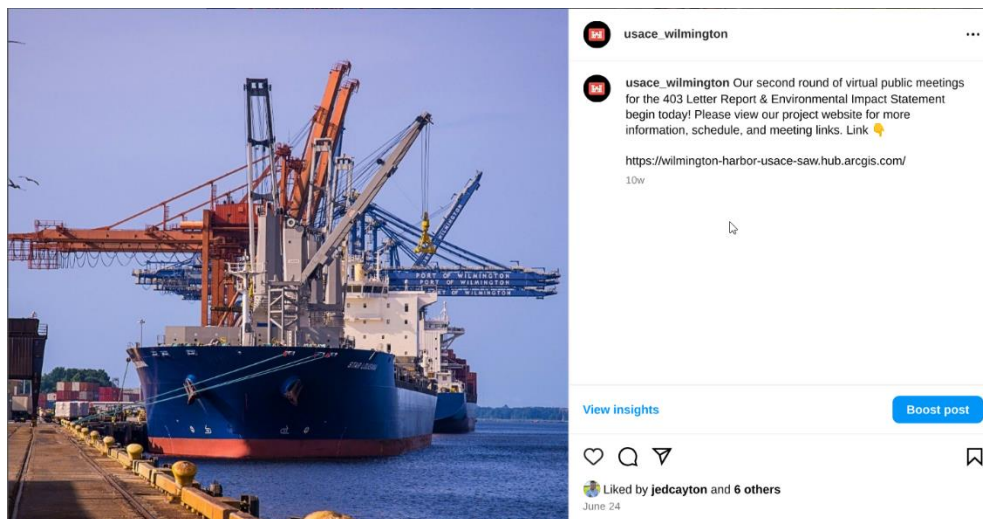 PORT OF WILMINGTON
PORT OF WILMINGTON
PORT OF WILMINGTON
usace_wilmington
usace_wilmington Our second round of virtual public meetings
for the 403 Letter Report & Environmental Impact Statement
begin today! Please view our project website for more
information, schedule, and meeting links. Link 👇
https://wilmington-harbor-usace-saw.hub.arcgis.com/
10w
View insights
Boost post
Liked by jedcayton and 6 others
June 24